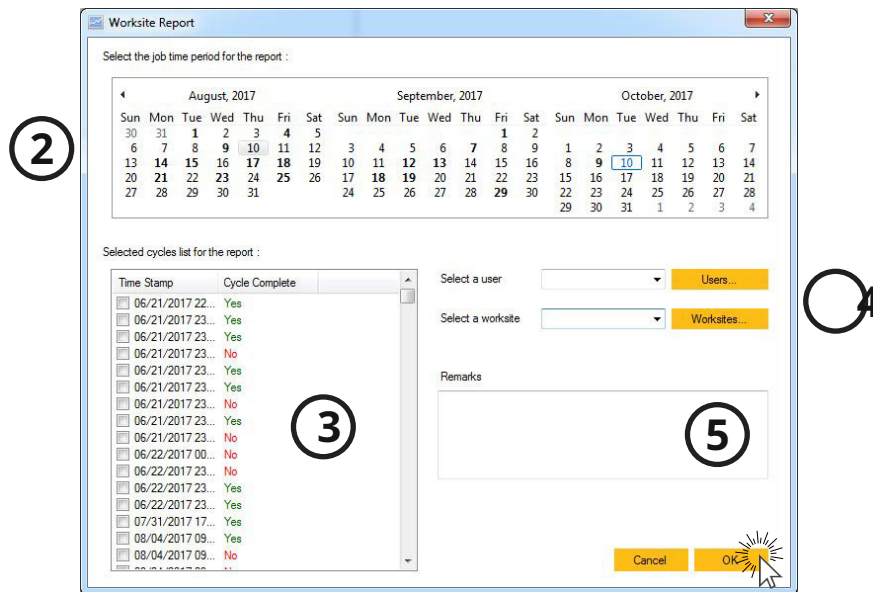 Worksite Report
Select the job time period for the report :
August, 2017 September, 2017 October, 2017
Sun Mon Tue Wed Thu Fri Sat Sun Mon Tue Wed Thu Fri Sat Sun Mon Tue Wed Thu Fri Sat
30 31 1 2 3 4 5 1 2
6 7 8 9 10 11 12 3 4 5 6 7 8 9 1 2 3 4 5 6 7
13 14 15 16 17 18 19 10 11 12 13 14 15 16 8 9 10 11 12 13 14
20 21 22 23 24 25 26 17 18 19 20 21 22 23 15 16 17 18 19 20 21
27 28 29 30 31 24 25 26 27 28 29 30 22 23 24 25 26 27 28
29 30 31 1 2 3 4
2
Selected cycles list for the report :
Time Stamp Cycle Complete
06/21/2017 22... Yes
06/21/2017 23... Yes
06/21/2017 23... Yes
06/21/2017 23... No
06/21/2017 23... Yes
06/21/2017 23... Yes
06/21/2017 23... No
06/21/2017 23... Yes
06/21/2017 23... No
06/22/2017 00... No
06/22/2017 23... No
06/22/2017 23... Yes
06/22/2017 23... Yes
07/31/2017 17... Yes
08/04/2017 09... Yes
08/04/2017 09... No
3
Select a user Users...
Select a worksite Worksites...
4
Remarks
5
Cancel OK